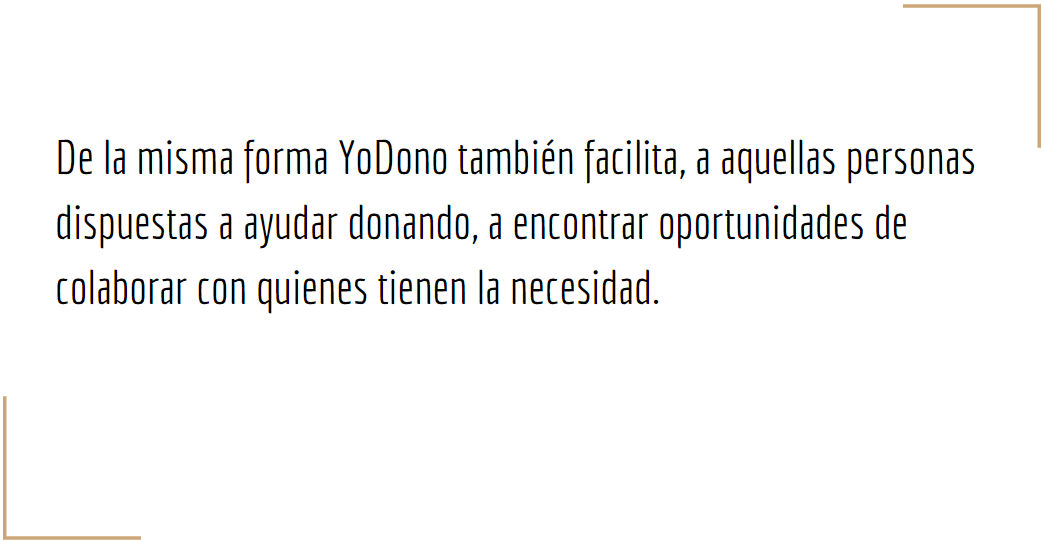 De la misma forma YoDono también facilita, a aquellas personas
dispuestas a ayudar donando, a encontrar oportunidades de
colaborar con quienes tienen la necesidad.